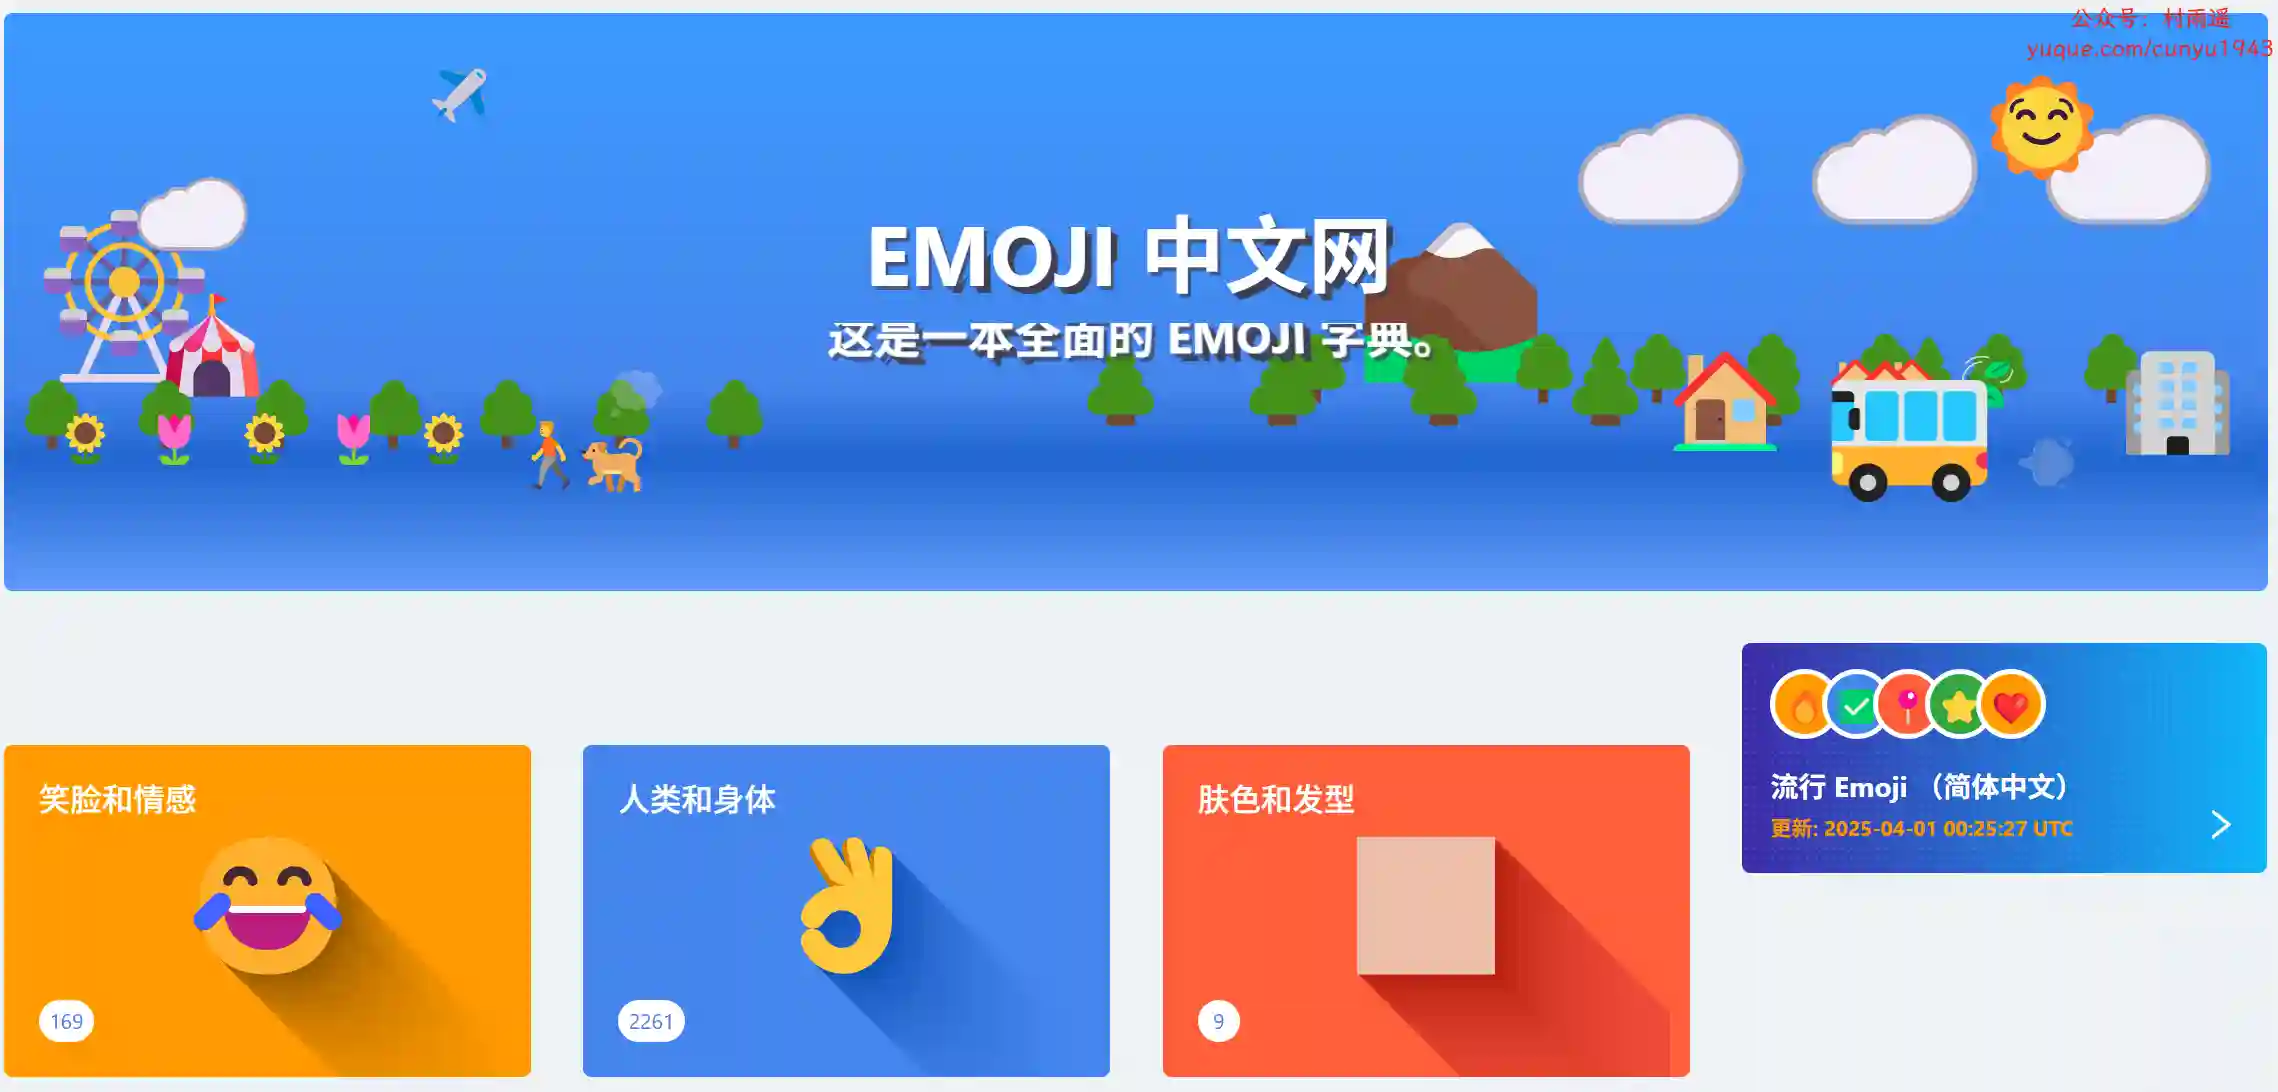 公众号：村雨遥
yuque.com/cunyu1943
EMOJI 中文网
这是一本全面的 EMOJI 字典。
流行 Emoji （简体中文）
更新: 2025-04-01 00:25:27 UTC
笑脸和情感
169
人类和身体
2261
肤色和发型
9